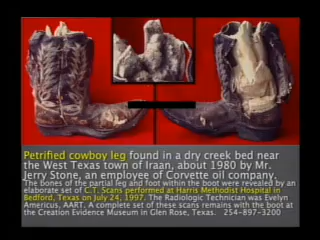 Petrified cowboy leg found in a dry creek bed near
the West Texas town of Iraan, about 1980 by Mr.
Jerry Stone, an employee of Corvette oil company.
The bones of the partial leg and foot within the boot were revealed by an
elaborate set of C.T. Scans performed at Harris Methodist Hospital in
Bedford, Texas on July 24, 1997. The Radiologic Technician was Evelyn
Americus, AART. A complete set of these scans remains with the boot at
the Creation Evidence Museum in Glen Rose, Texas. 254-897-3200